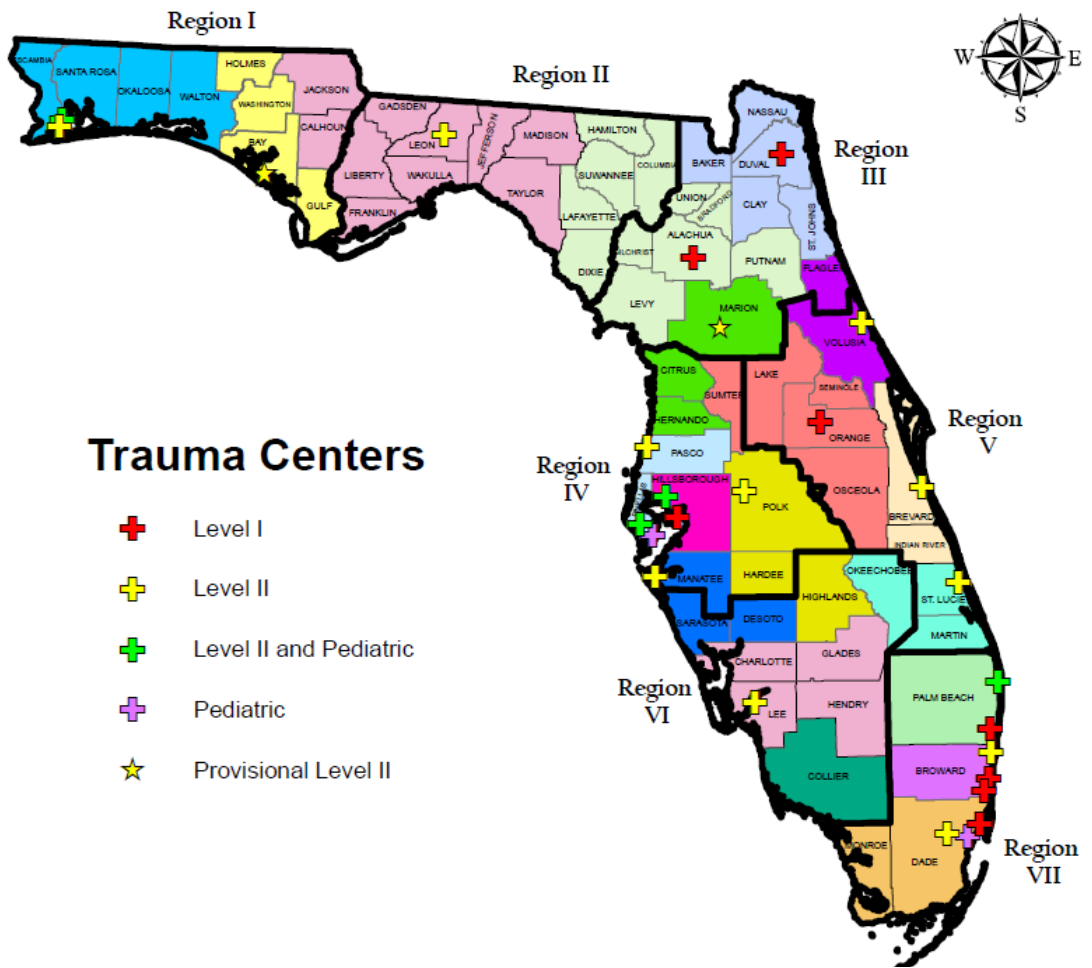 Region I
W
E
S
Region II
ESCAMBIA
SANTA ROSA
OKALOOSA
WALTON
HOLMES
WASHINGTON
BAY
JACKSON
CALHOUN
GULF
GADSDEN
LEON
LIBERTY
WAKULLA
FRANKLIN
JEFFERSON
MADISON
TAYLOR
HAMILTON
SUWANNEE
COLUMBIA
LAFAYETTE
DIXIE
NASSAU
BAKER
DUVAL
Region
III
UNION
BRADFORD
CLAY
ST. JOHNS
GILCHRIST
ALACHUA
PUTNAM
FLAGLER
LEVY
MARION
VOLUSIA
CITRUS
SUMTER
LAKE
SEMINOLE
HERNANDO
ORANGE
Region
V
PASCO
Region
IV
HILLSBOROUGH
POLK
OSCEOLA
BREVARD
INDIAN RIVER
MANATEE
HARDEE
HIGHLANDS
OKEECHOBEE
ST. LUCIE
SARASOTA
DESOTO
MARTIN
CHARLOTTE
GLADES
Region
VI
LEE
HENDRY
PALM BEACH
COLLIER
BROWARD
MONROE
DADE
Region
VII
Trauma Centers
Level I
Level II
Level II and Pediatric
Pediatric
Provisional Level II